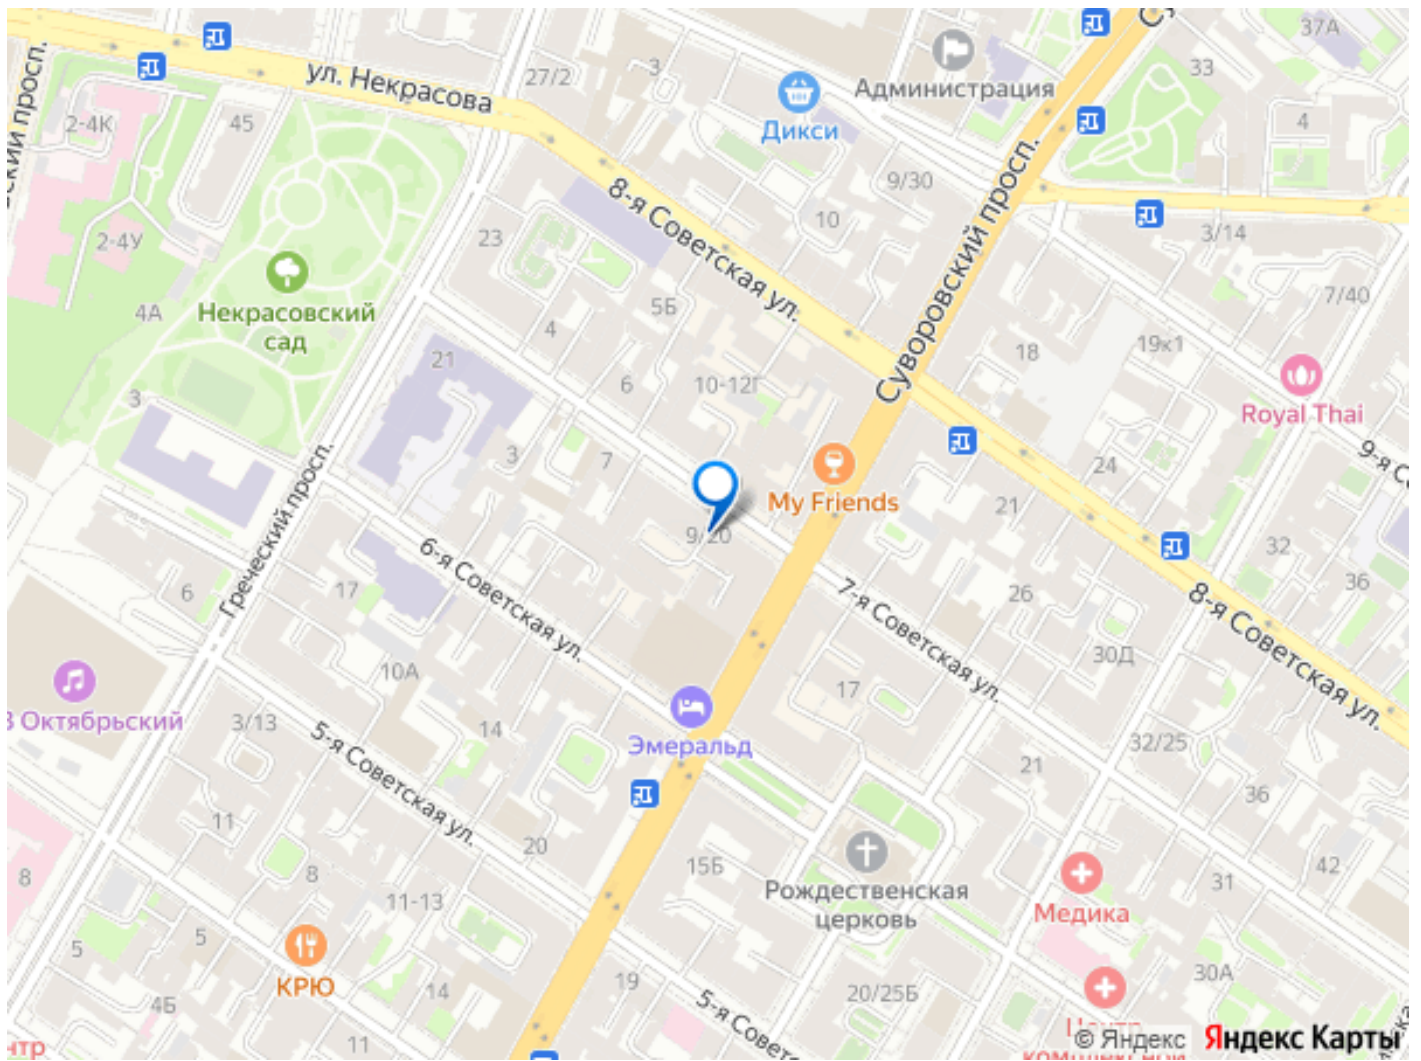 37А
33
ул. Некрасова
27/2
3
Администрация
Дикси
4
2-4К
45
9/30
10
8-я Советская ул.
Суворовский просп.
3/14
2-4У
23
7/40
4А
Некрасовский
сад
5Б
4
19к1
18
21
6
10-12Г
Royal Thai
3
3
7
My Friends
24
21
9/20
32
36
Греческий просп.
6-я Советская ул.
7-я Советская ул.
8-я Советская ул.
6
17
26
30Д
10А
17
Октябрьский
3/13
14
Эмеральд
32/25
5-я Советская ул.
21
36
11
20
15Б
42
8
8
Рождественская
церковь
31
11-13
Медика
5
5
КРЮ
14
19
20/25Б
30А
4Б
11
© Яндекс Яндекс Карты